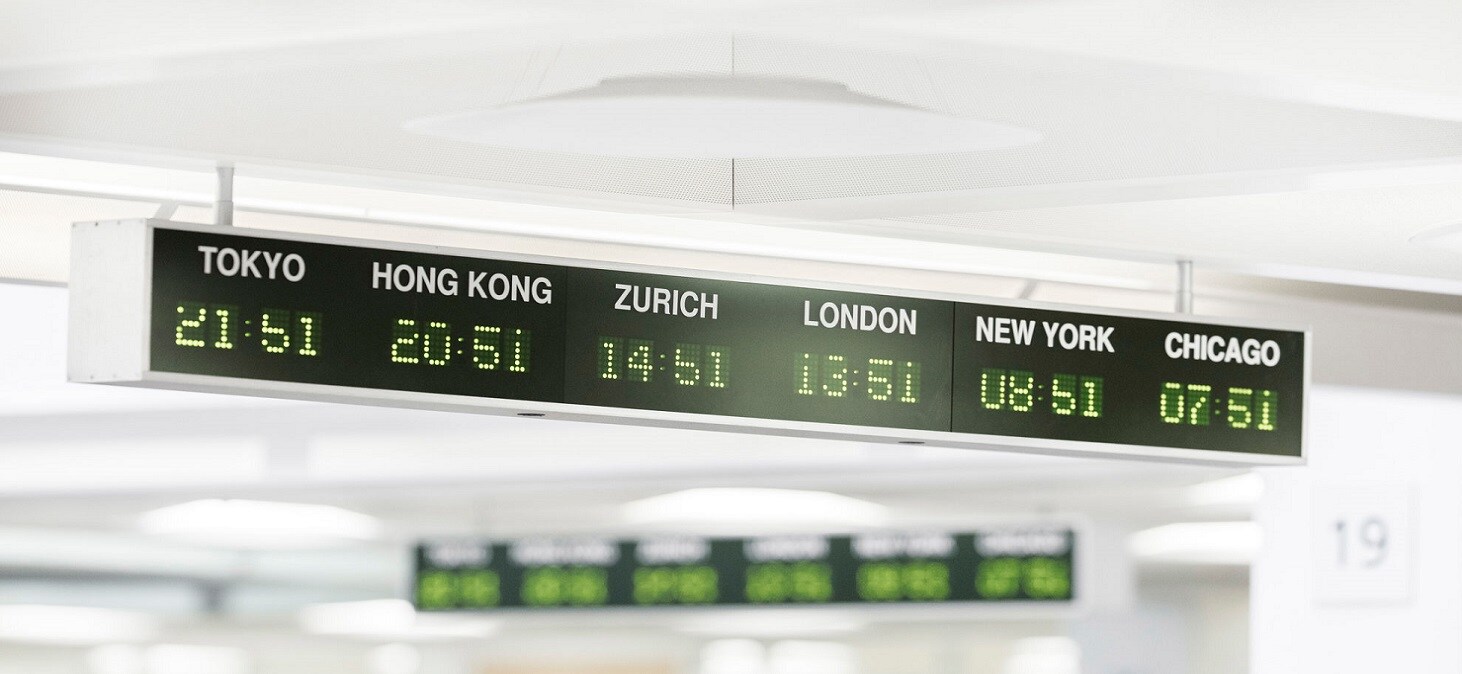 TOKYO
21:51
HONG KONG
20:51
ZURICH
14:51
LONDON
13:51
NEW YORK
08:51
CHICAGO
07:51
19